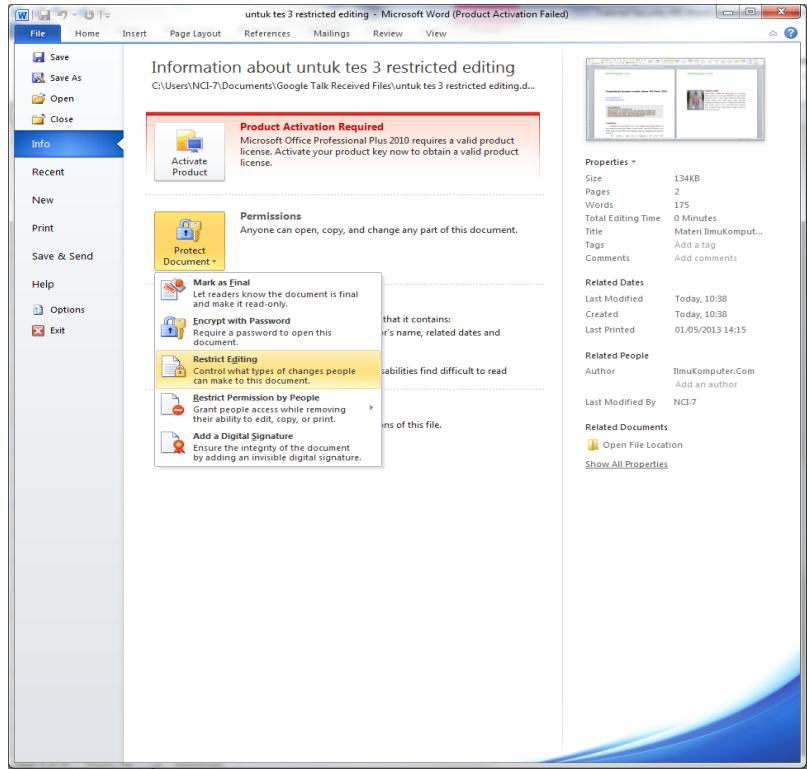 untuk tes 3 restricted editing - Microsoft Word (Product Activation Failed)
File Home Insert Page Layout References Mailings Review View
Save
Save As
Open
Close
Info
Recent
New
Print
Save & Send
Help
Options
Exit
Information about untuk tes 3 restricted editing
C:\Users\NCI-7\Documents\Google Talk Received Files\untuk tes 3 restricted editing.d...
Activate
Product
Product Activation Required
Microsoft Office Professional Plus 2010 requires a valid product
license. Activate your product key now to obtain a valid product
license.
Protect
Document
Permissions
Anyone can open, copy, and change any part of this document.
Mark as Final
Let readers know the document is final
and make it read-only.
Encrypt with Password
Require a password to open this
document.
Restrict Editing
Control what types of changes people
can make to this document.
Restrict Permission by People
Grant people access while removing
their ability to edit, copy, or print.
Add a Digital Signature
Ensure the integrity of the document
by adding an invisible digital signature.
that it contains:
r's name, related dates and
sabilities find difficult to read
ns of this file.
Properties
Size 134KB
Pages 2
Words 175
Total Editing Time 0 Minutes
Title Materi IlmuKomput...
Tags Add a tag
Comments Add comments
Related Dates
Last Modified Today, 10:38
Created Today, 10:38
Last Printed 01/05/2013 14:15
Related People
Author IlmuKomputer.Com
Add an author
Last Modified By NCI-7
Related Documents
Open File Location
Show All Properties